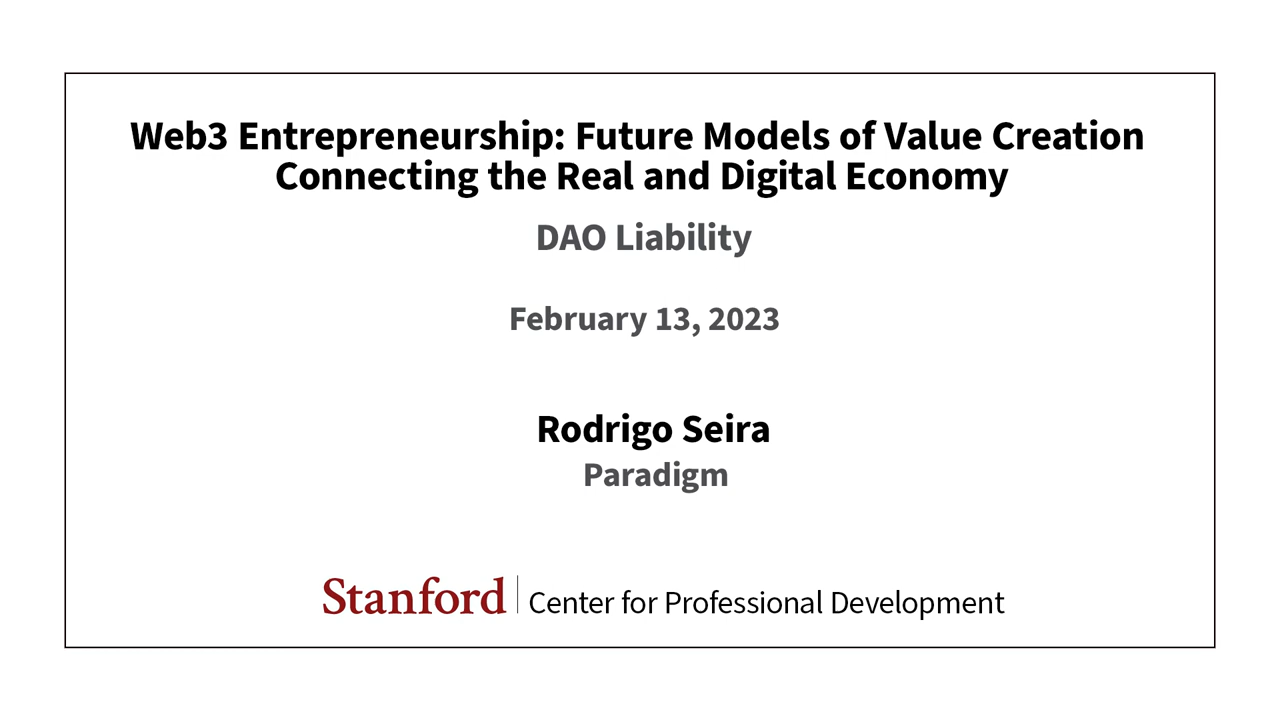 Web3 Entrepreneurship: Future Models of Value Creation
Connecting the Real and Digital Economy
DAO Liability
February 13, 2023
Rodrigo Seira
Paradigm
Stanford Center for Professional Development